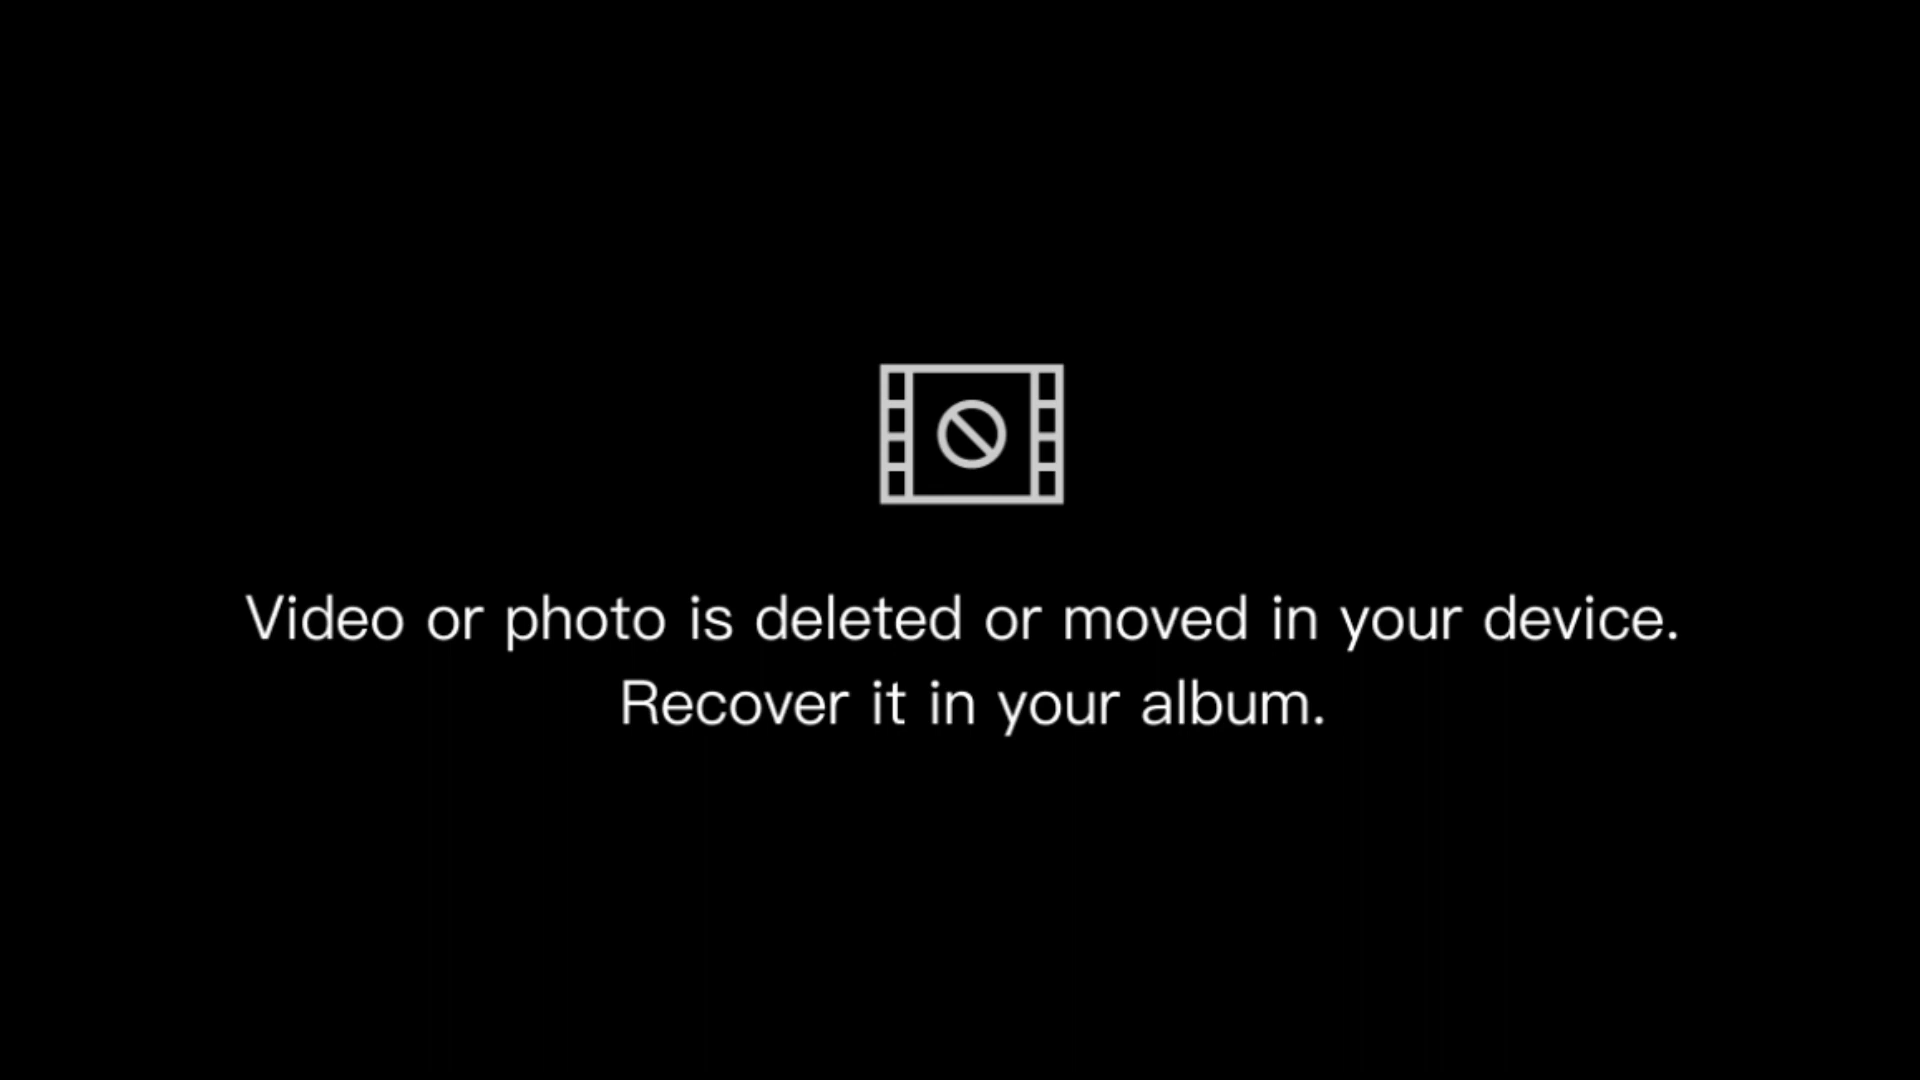 Video or photo is deleted or moved in your device.
Recover it in your album.